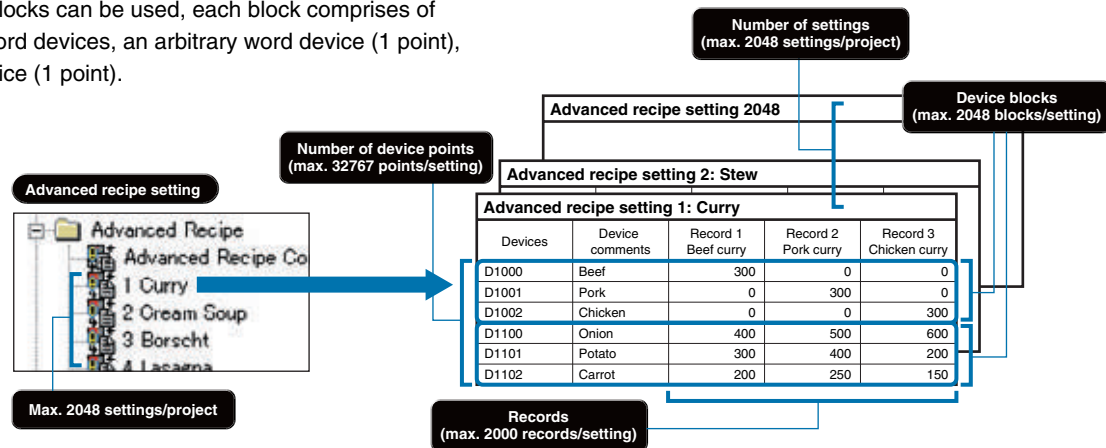 locks can be used, each block comprises of
ord devices, an arbitrary word device (1 point),
ice (1 point).
Number of settings
(max. 2048 settings/project)
Device blocks
(max. 2048 blocks/setting)
Number of device points
(max. 32767 points/setting)
Advanced recipe setting 2048
Advanced recipe setting 2: Stew
Advanced recipe setting
Advanced Recipe
Advanced Recipe Co
1 Curry
2 Cream Soup
3 Borscht
4 Lasagna
Max. 2048 settings/project
Advanced recipe setting 1: Curry
Devices Device comments Record 1 Beef curry Record 2 Pork curry Record 3 Chicken curry
D1000 Beef 300 0 0
D1001 Pork 0 300 0
D1002 Chicken 0 0 300
D1100 Onion 400 500 600
D1101 Potato 300 400 200
D1102 Carrot 200 250 150
Records
(max. 2000 records/setting)